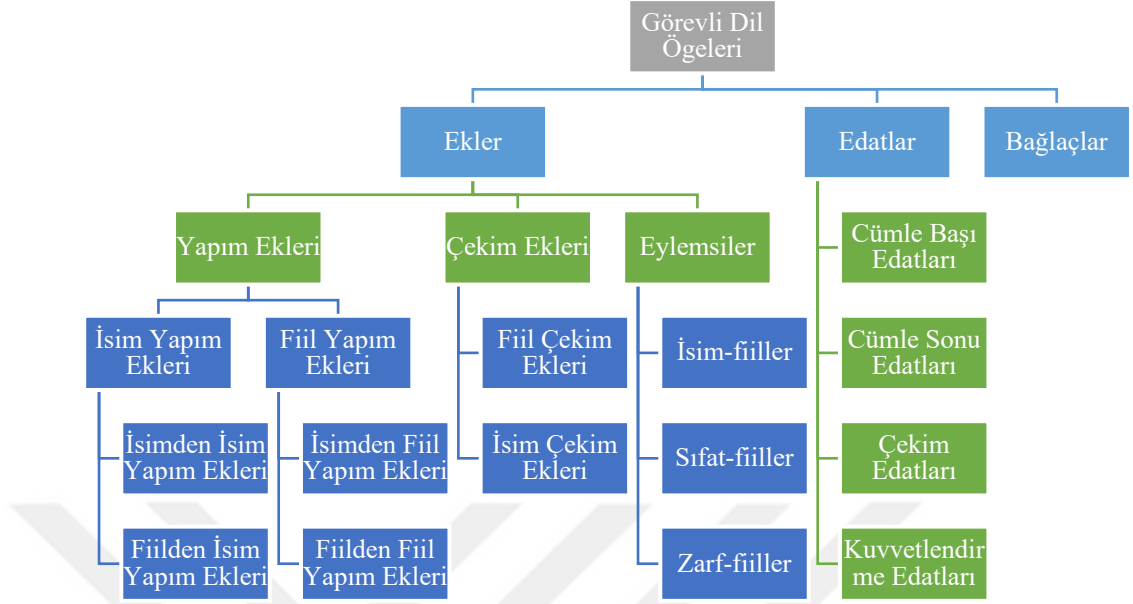 Görevli Dil
Ögeleri
Ekler
Edatlar
Bağlaçlar
Yapım Ekleri
Çekim Ekleri
Eylemsiler
Cümle Başı
Edatları
İsim Yapım
Ekleri
Fiil Yapım
Ekleri
Fiil Çekim
Ekleri
İsim-fiiller
Cümle Sonu
Edatları
İsimden İsim
Yapım Ekleri
İsimden Fiil
Yapım Ekleri
İsim Çekim
Ekleri
Sıfat-fiiller
Çekim
Edatları
Fiilden İsim
Yapım Ekleri
Fiilden Fiil
Yapım Ekleri
Zarf-fiiller
Kuvvetlendir
me Edatları